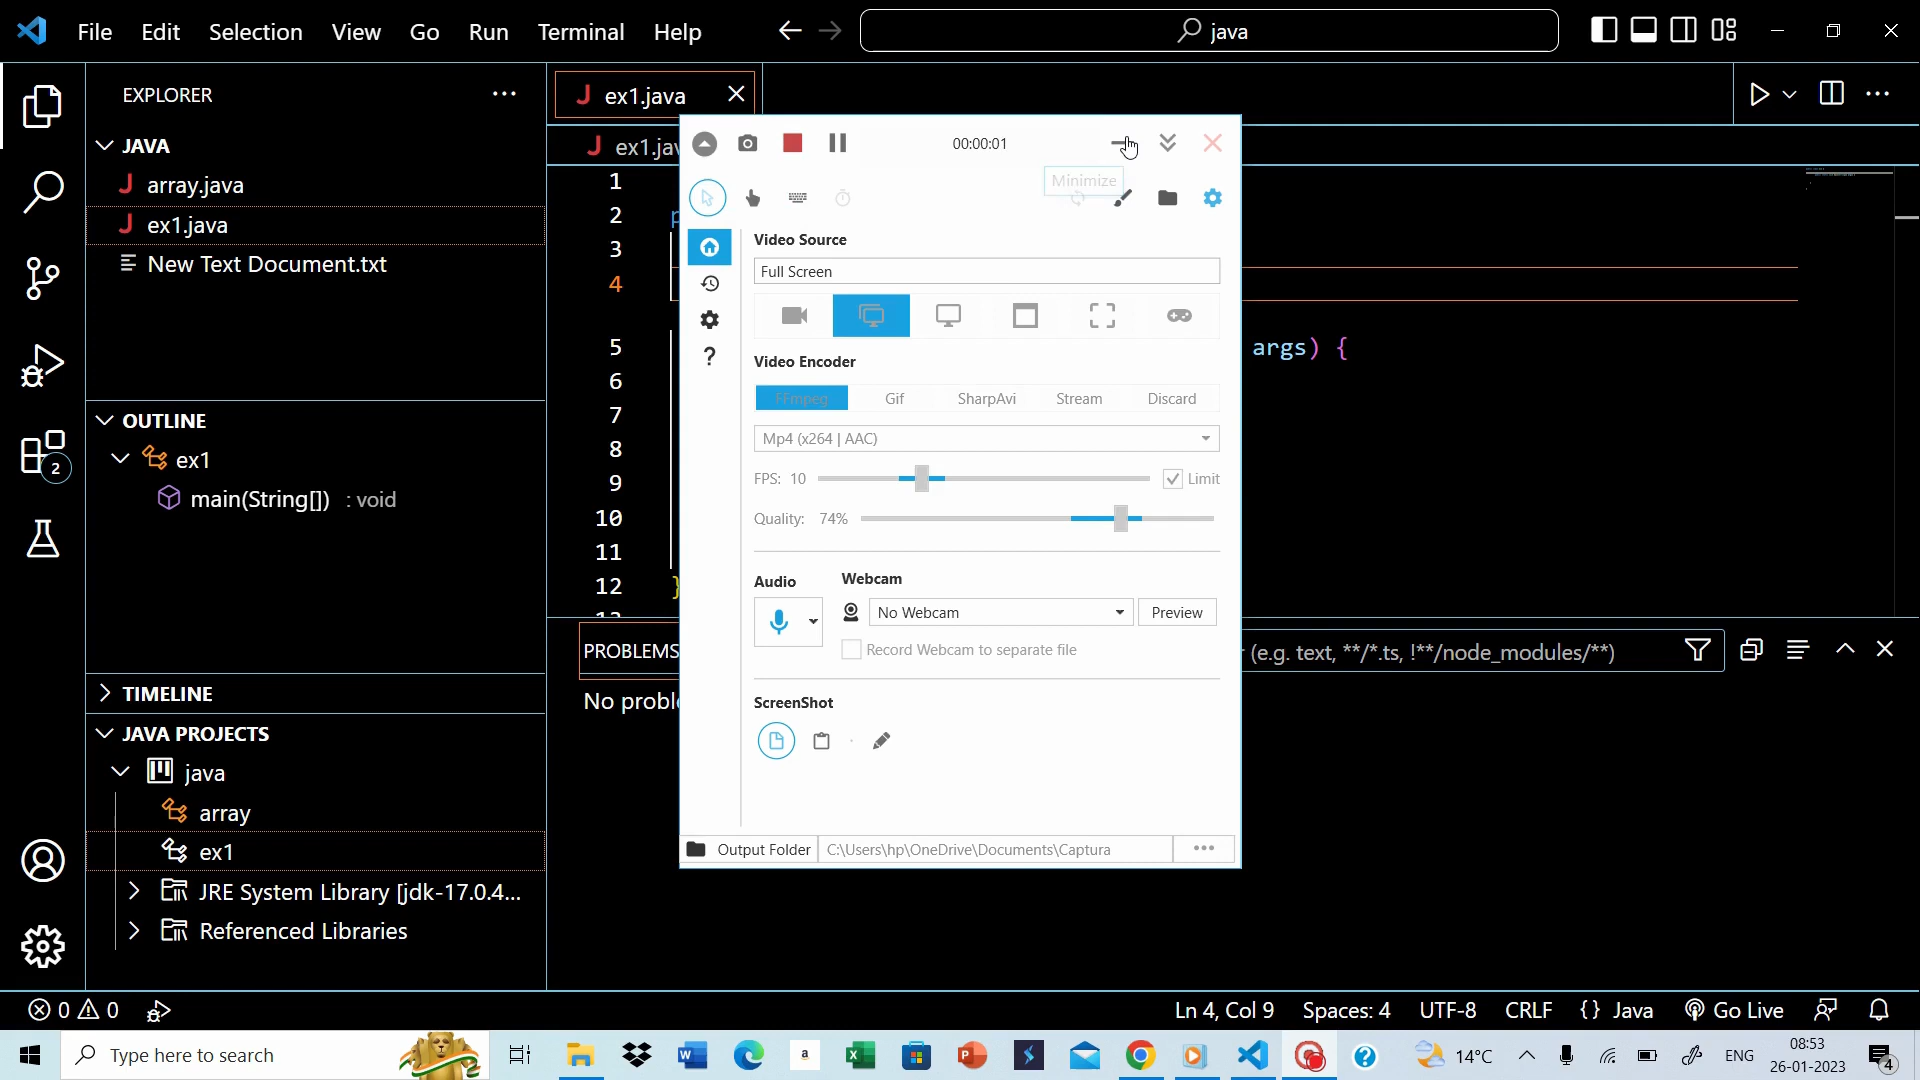 File Edit Selection View Go Run Terminal Help
java
EXPLORER
JAVA
array.java
ex1.java
New Text Document.txt
OUTLINE
ex1
main(String[]) : void
TIMELINE
JAVA PROJECTS
java
array
ex1
JRE System Library [jdk-17.0.4...
Referenced Libraries
2
ex1.java
1
2
3
4
5
6
7
8
9
10
11
12 }
args) {
00:00:01
Minimize
Video Source
Full Screen
Video Encoder
FFmpeg Gif SharpAvi Stream Discard
Mp4 (x264 | AAC)
FPS: 10 Limit
Quality: 74%
Audio Webcam
No Webcam Preview
Record Webcam to separate file
ScreenShot
Output Folder C:\Users\hp\OneDrive\Documents\Captura
PROBLEMS
(e.g. text, **/*.ts, !**/node_modules/**)
0 0 Ln 4, Col 9 Spaces: 4 UTF-8 CRLF {} Java Go Live
Type here to search
14°C ENG 08:53
26-01-2023
4